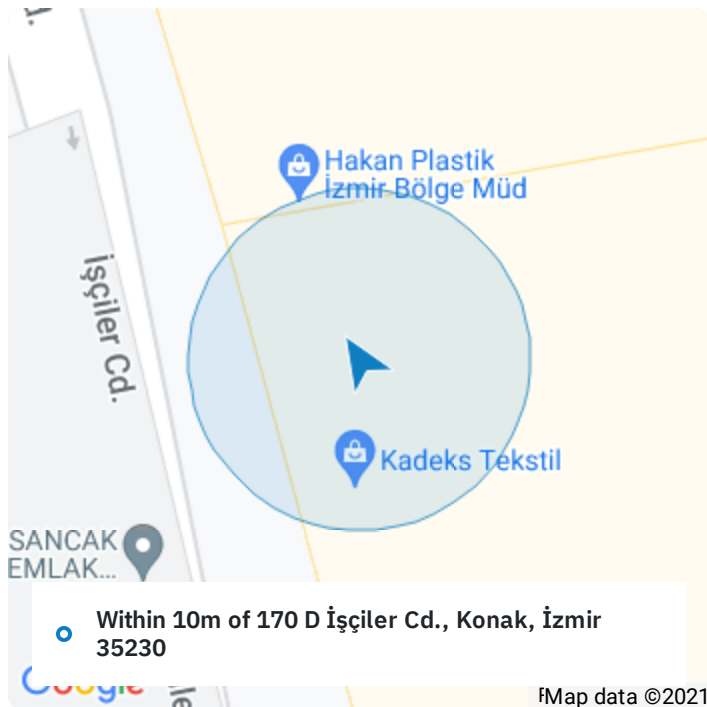 Hakan Plastik
İzmir Bölge Müd
İşçiler Cd.
Kadeks Tekstil
SANCAK
EMLAK...
Within 10m of 170 D İşçiler Cd., Konak, İzmir
35230
Google
Map data ©2021